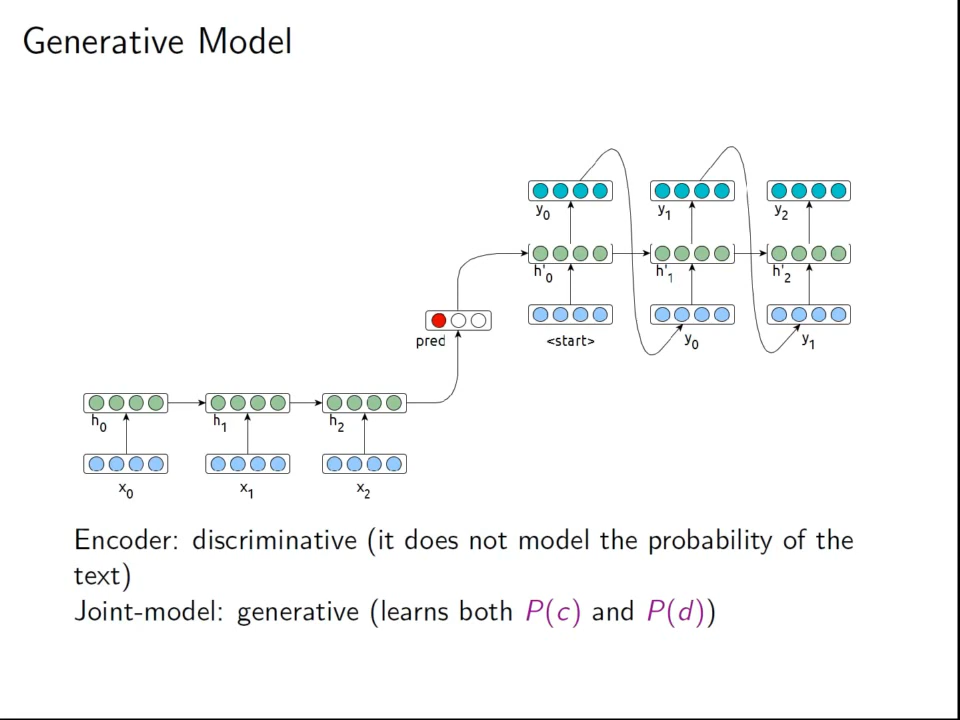 Generative Model
y0
y1
y2
h'0
h'1
h'2
pred
<start>
y0
y1
h0
h1
h2
x0
x1
x2
Encoder: discriminative (it does not model the probability of the
text)
Joint-model: generative (learns both P(c) and P(d))